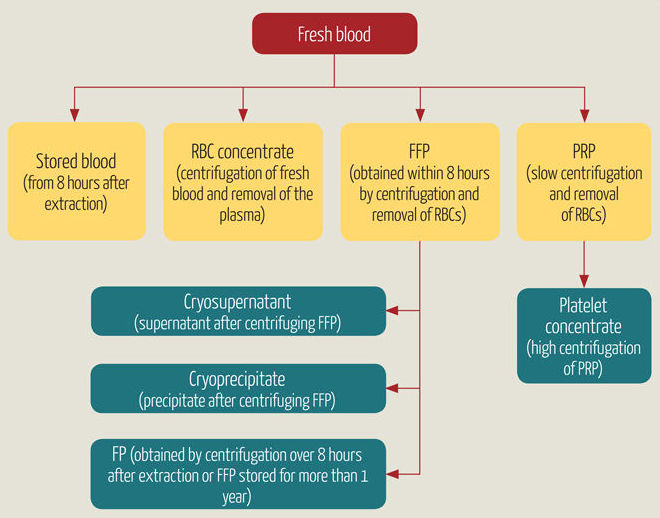 Fresh blood
Stored blood
(from 8 hours after
extraction)
RBC concentrate
(centrifugation of fresh
blood and removal of the
plasma)
FFP
(obtained within 8 hours
by centrifugation and
removal of RBCs)
PRP
(slow centrifugation
and removal
of RBCs)
Cryosupernatant
(supernatant after centrifuging FFP)
Platelet
concentrate
(high centrifugation
of PRP)
Cryoprecipitate
(precipitate after centrifuging FFP)
FP (obtained by centrifugation over 8 hours
after extraction or FFP stored for more than 1
year)